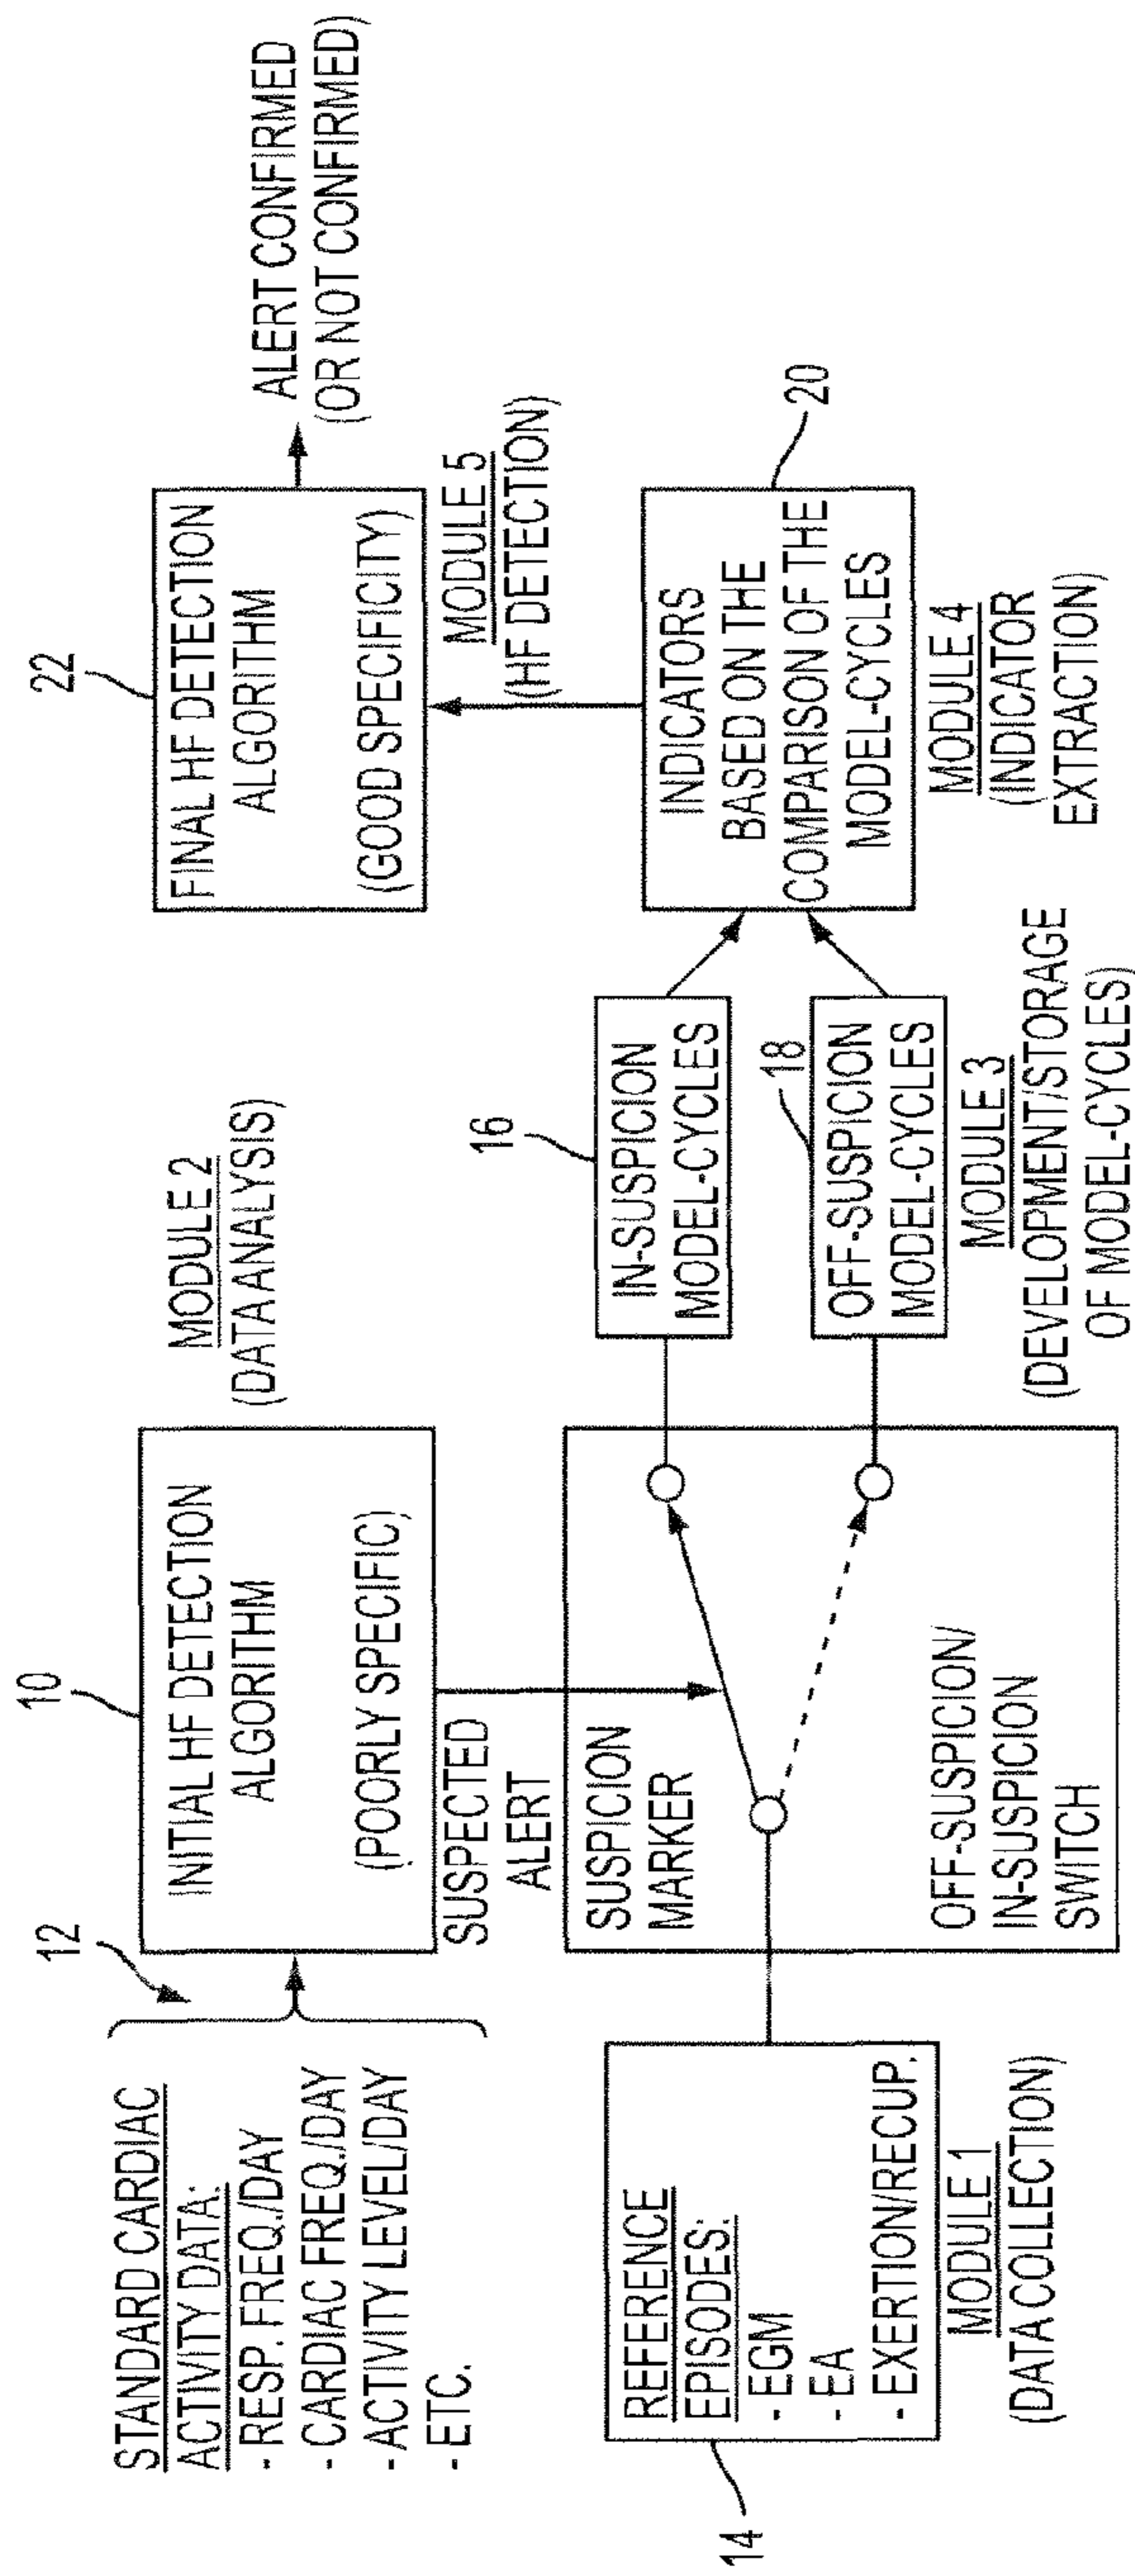 STANDARD CARDIAC
ACTIVITY DATA:
- RESP. FREQ./DAY
- CARDIAC FREQ./DAY
- ACTIVITY LEVEL/DAY
- ETC.
12
10
INITIAL HF DETECTION
ALGORITHM
(POORLY SPECIFIC)
MODULE 2
(DATA ANALYSIS)
SUSPECTED
ALERT
14
REFERENCE
EPISODES:
- EGM
- EA
- EXERTION/RECUP.
MODULE 1
(DATA COLLECTION)
SUSPICION
MARKER
OFF-SUSPICION/
IN-SUSPICION
SWITCH
16
IN-SUSPICION
MODEL-CYCLES
18
OFF-SUSPICION
MODEL-CYCLES
MODULE 3
(DEVELOPMENT/STORAGE
OF MODEL-CYCLES)
20
INDICATORS
BASED ON THE
COMPARISON OF THE
MODEL-CYCLES
MODULE 4
(INDICATOR
EXTRACTION)
22
FINAL HF DETECTION
ALGORITHM
(GOOD SPECIFICITY)
MODULE 5
(HF DETECTION)
ALERT CONFIRMED
(OR NOT CONFIRMED)